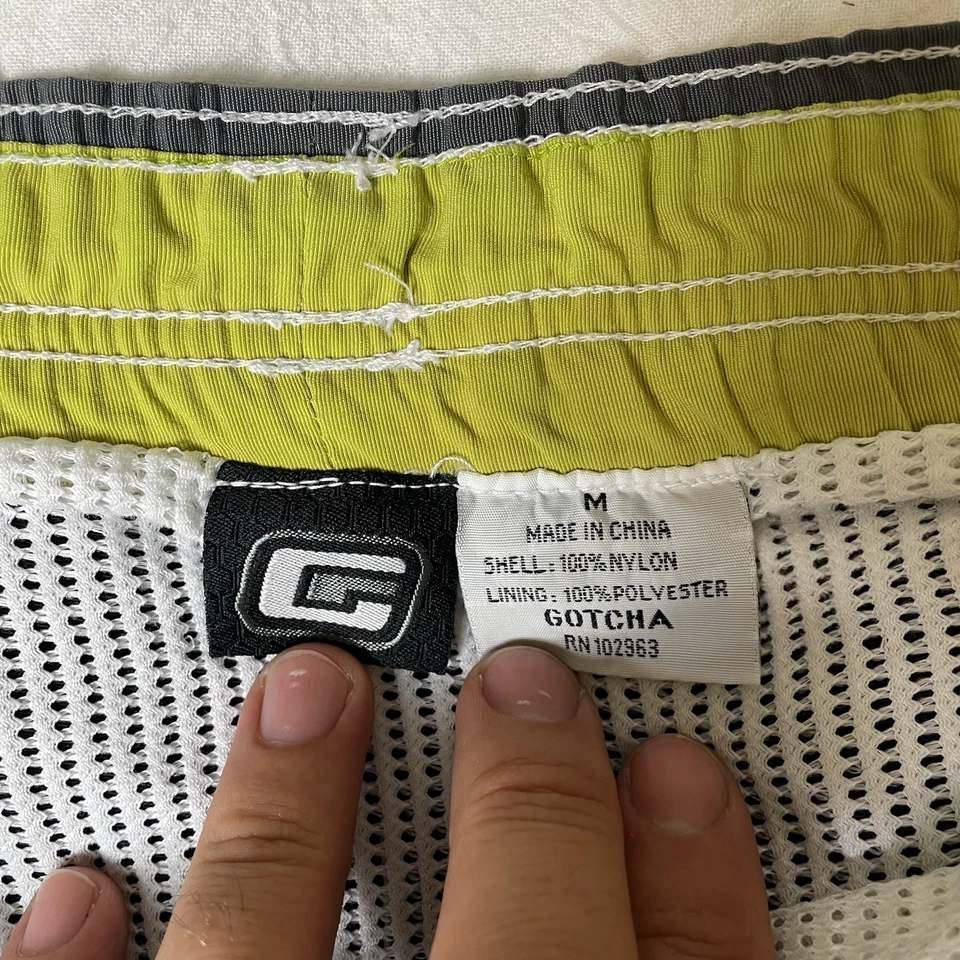 G
M
MADE IN CHINA
SHELL: 100% NYLON
LINING: 100% POLYESTER
GOTCHA
RN 102963